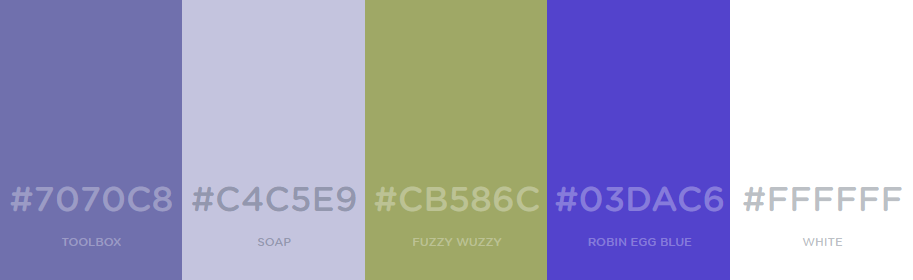 #7070C8 #C4C5E9 #CB586C #03DAC6 #FFFFFF
TOOLBOX SOAP FUZZY WUZZY ROBIN EGG BLUE WHITE